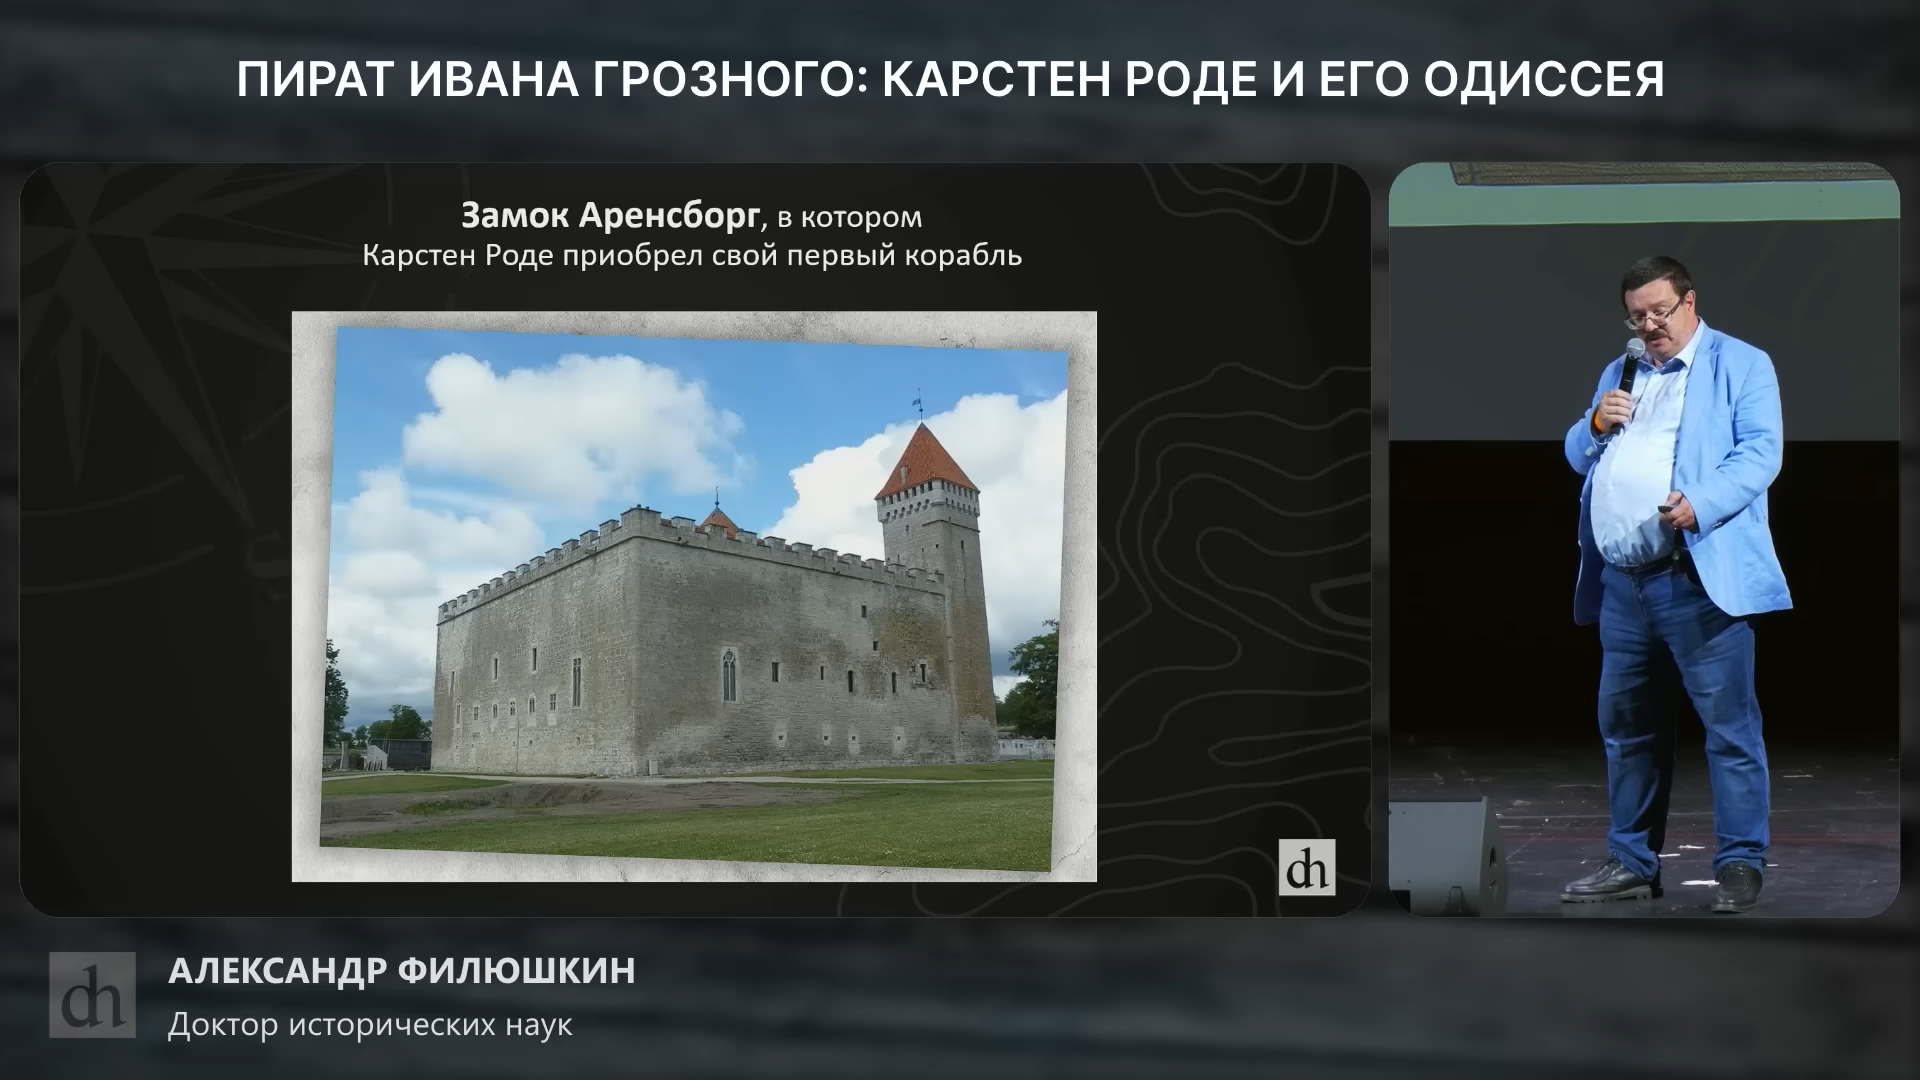 ПИРАТ ИВАНА ГРОЗНОГО: КАРСТЕН РОДЕ И ЕГО ОДИССЕЯ
Замок Аренсборг, в котором
Карстен Роде приобрел свой первый корабль
dh
dh
АЛЕКСАНДР ФИЛЮШКИН
Доктор исторических наук